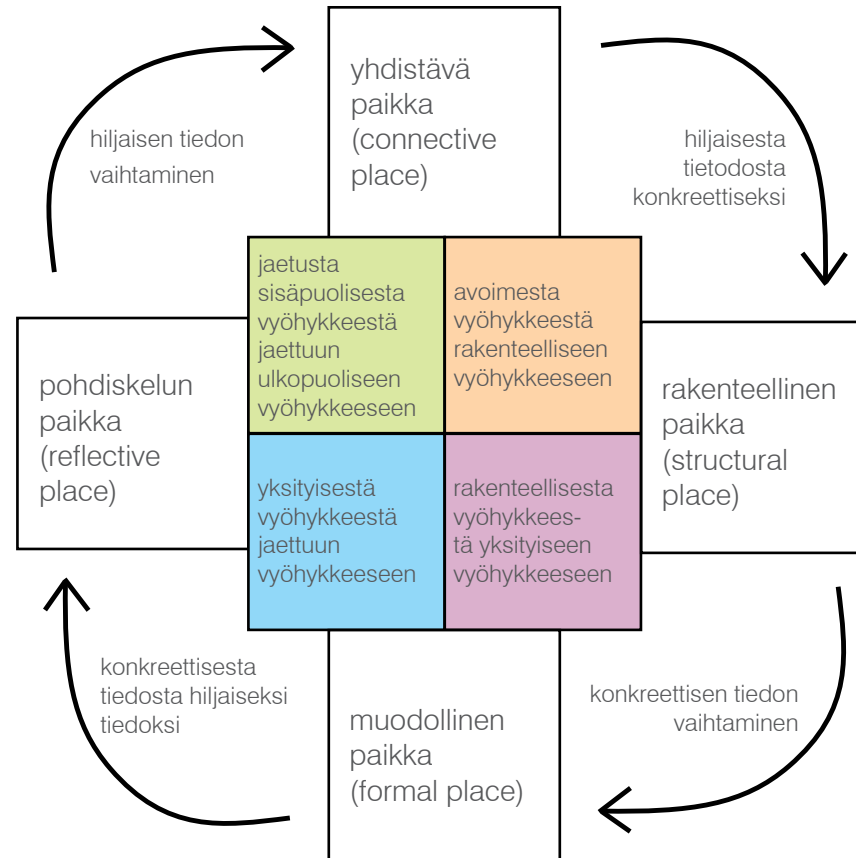 yhdistävä
paikka
(connective
place)
hiljaisen tiedon
vaihtaminen
hiljaisesta
tietodosta
konkreettiseksi
jaetusta
sisäpuolisesta
vyöhykkeestä
jaettuun
ulkopuoliseen
vyöhykkeeseen
avoimesta
vyöhykkeestä
rakenteelliseen
vyöhykkeeseen
pohdiskelun
paikka
(reflective
place)
rakenteellinen
paikka
(structural
place)
yksityisestä
vyöhykkeestä
jaettuun
vyöhykkeeseen
rakenteellisesta
vyöhykkees-
tä yksityiseen
vyöhykkeeseen
konkreettisesta
tiedosta hiljaiseksi
tiedoksi
konkreettisen tiedon
vaihtaminen
muodollinen
paikka
(formal place)